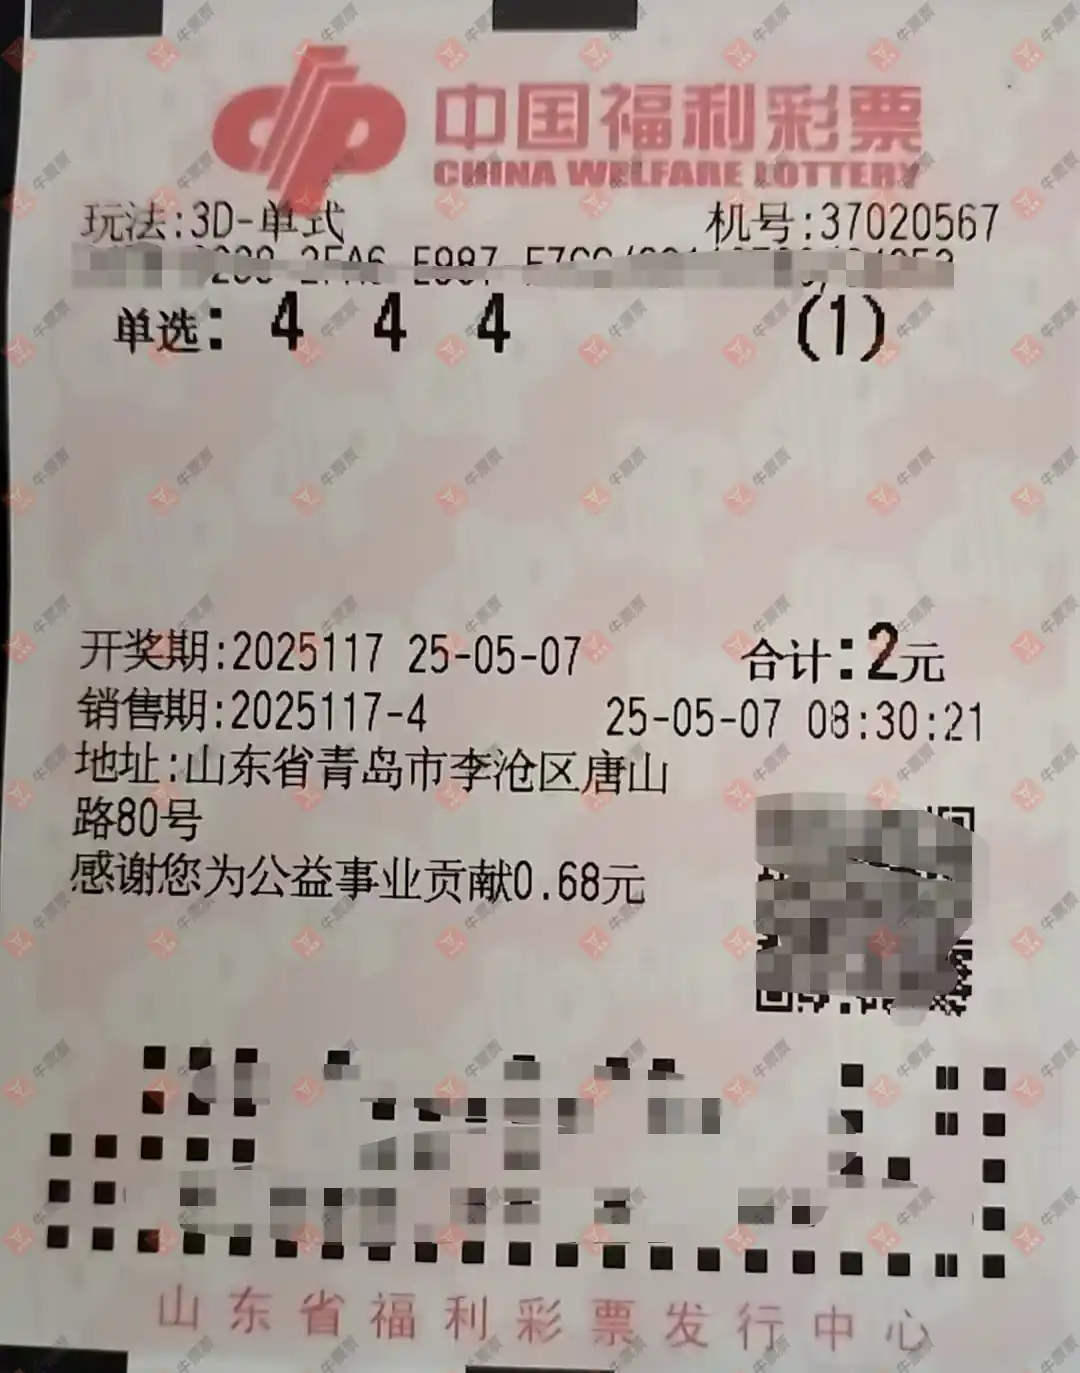 中国福利彩票
CHINA WELFARE LOTTERY
玩法:3D-单式 机号:37020567
单选: 4 4 4 (1)
开奖期:2025117 25-05-07 合计:2元
销售期:2025117-4 25-05-07 08:30:21
地址:山东省青岛市李沧区唐山
路80号
感谢您为公益事业贡献0.68元
山东省福利彩票发行中心
牛票票